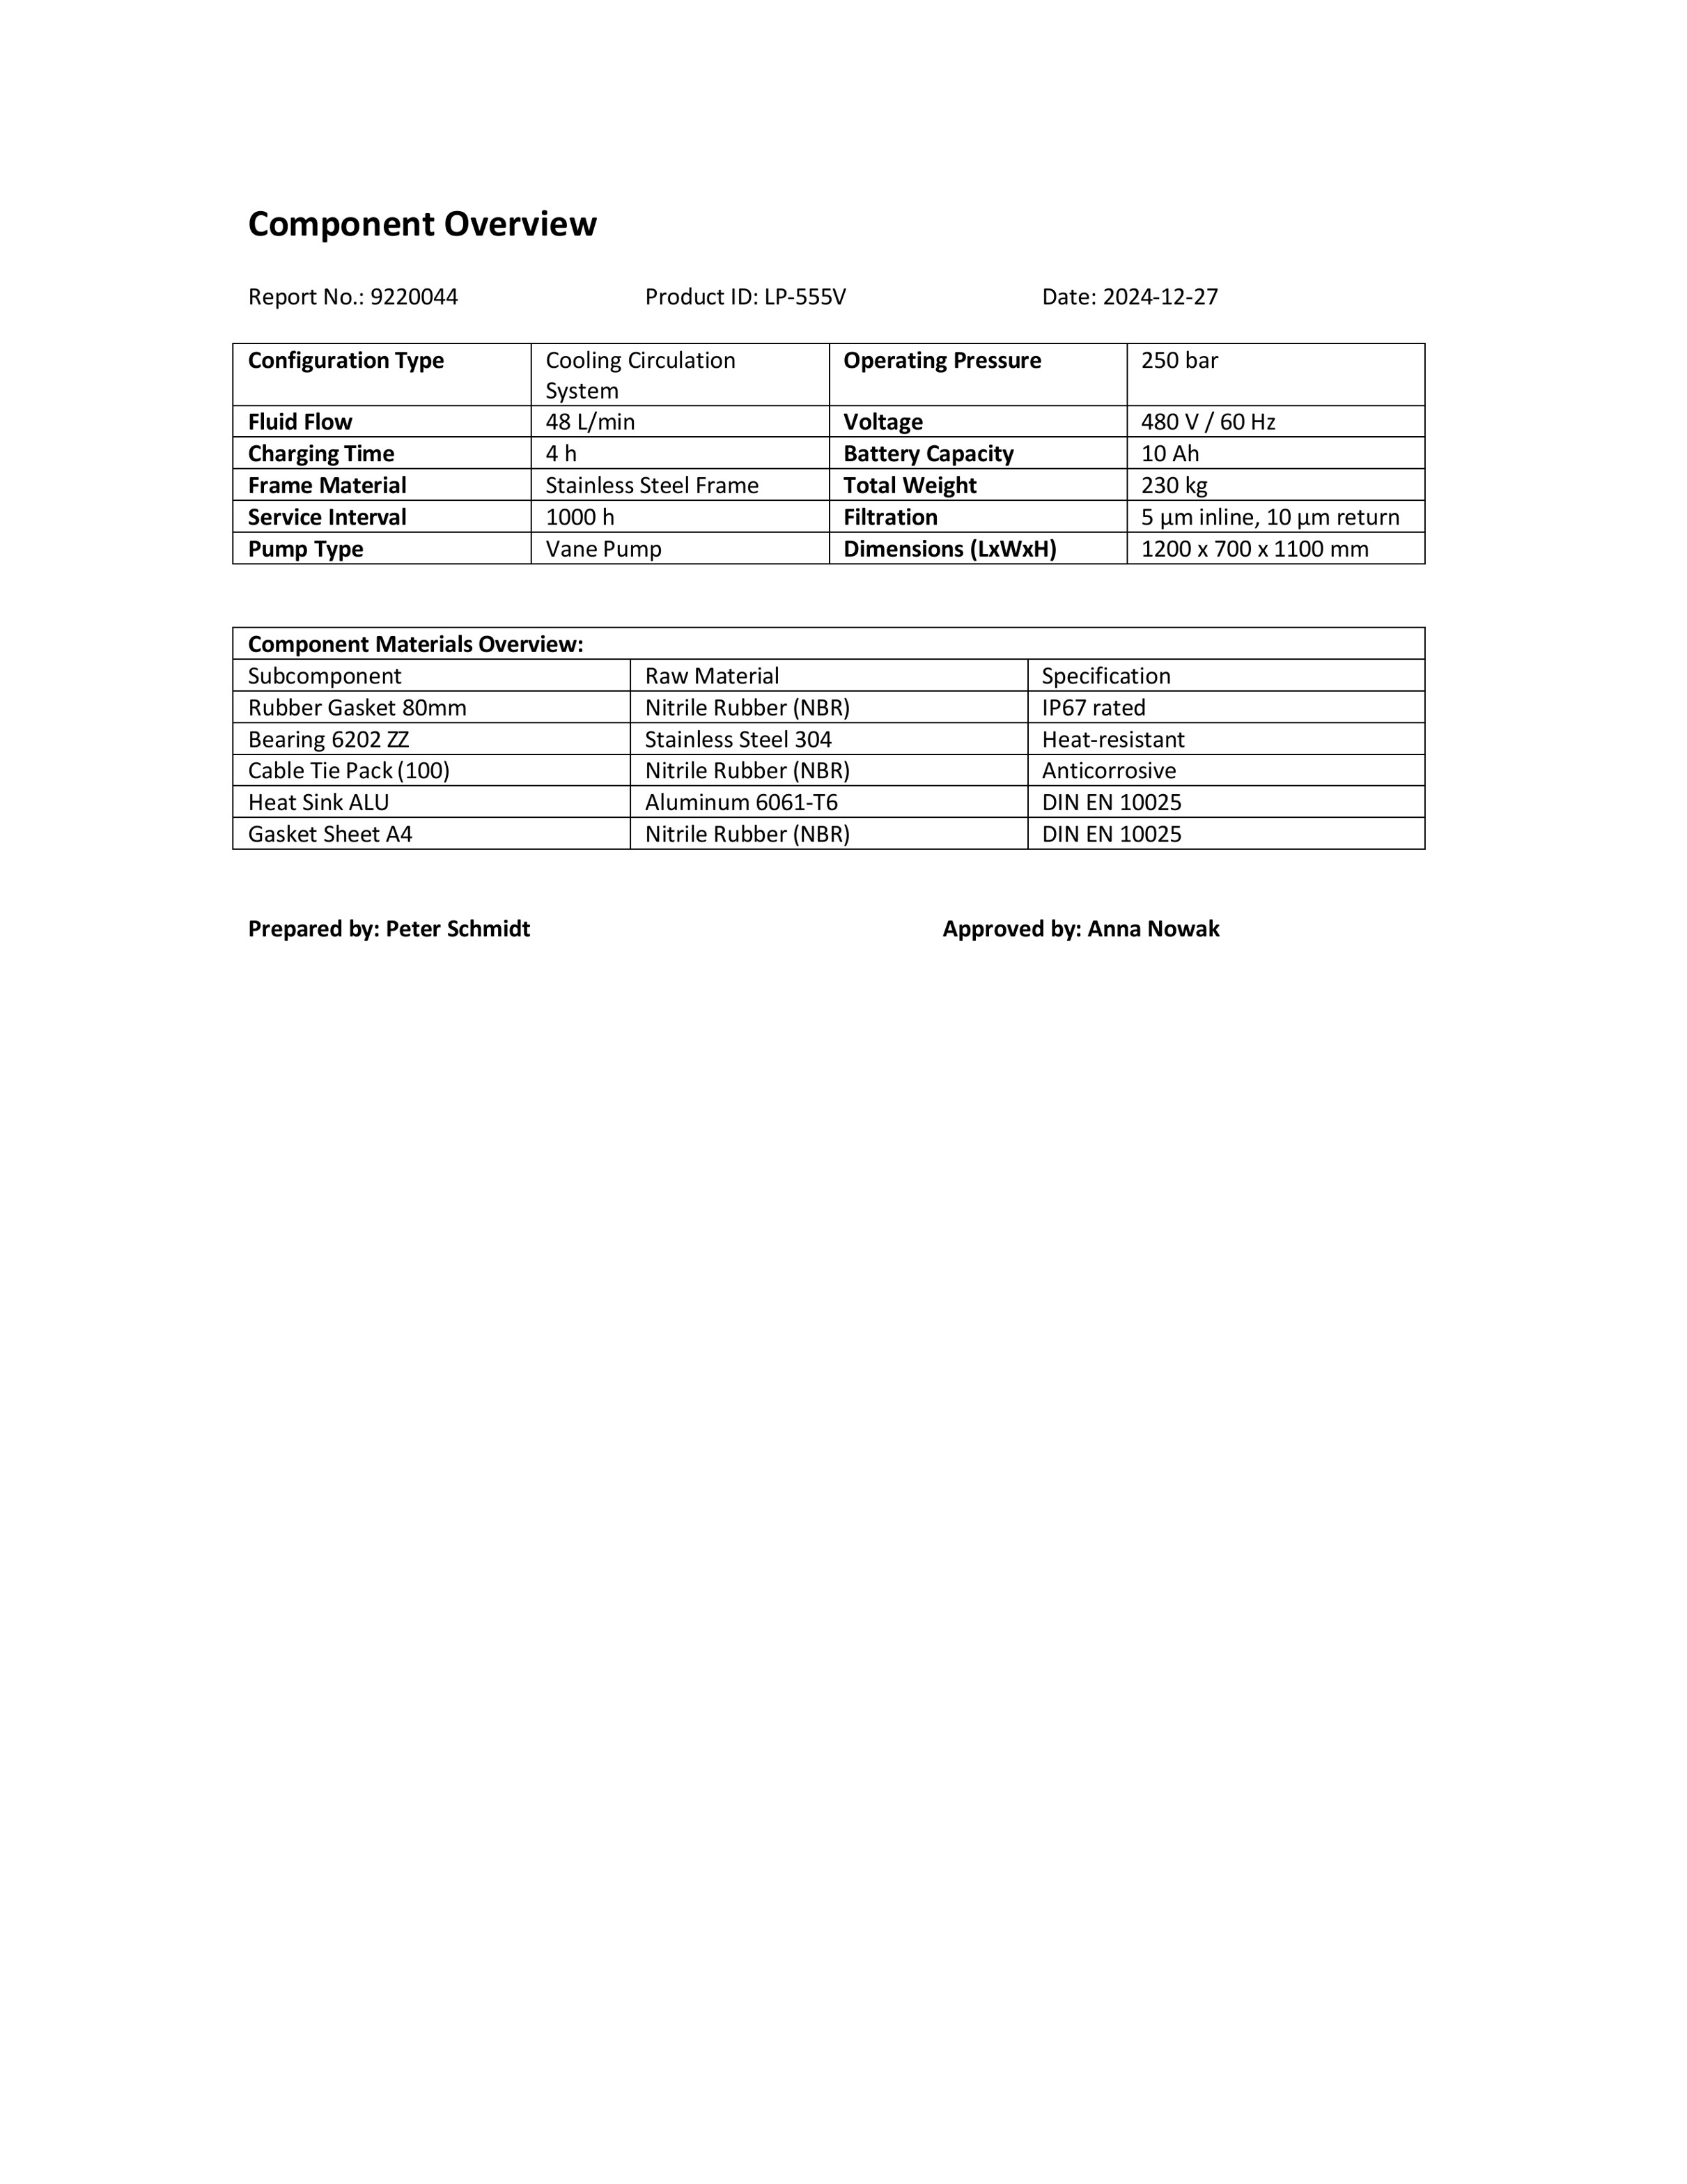 Component Overview
Report No.: 9220044 Product ID: LP-555V Date: 2024-12-27
Configuration Type Cooling Circulation System Operating Pressure 250 bar
Fluid Flow 48 L/min Voltage 480 V / 60 Hz
Charging Time 4 h Battery Capacity 10 Ah
Frame Material Stainless Steel Frame Total Weight 230 kg
Service Interval 1000 h Filtration 5 µm inline, 10 µm return
Pump Type Vane Pump Dimensions (LxWxH) 1200 x 700 x 1100 mm
Component Materials Overview:
Subcomponent Raw Material Specification
Rubber Gasket 80mm Nitrile Rubber (NBR) IP67 rated
Bearing 6202 ZZ Stainless Steel 304 Heat-resistant
Cable Tie Pack (100) Nitrile Rubber (NBR) Anticorrosive
Heat Sink ALU Aluminum 6061-T6 DIN EN 10025
Gasket Sheet A4 Nitrile Rubber (NBR) DIN EN 10025
Prepared by: Peter Schmidt Approved by: Anna Nowak